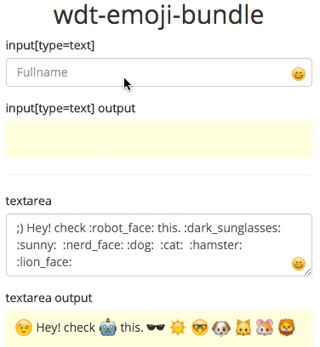 wdt-emoji-bundle
input[type=text]
Fullname
input[type=text] output
textarea
;) Hey! check :robot_face: this. :dark_sunglasses:
:sunny: :nerd_face: :dog: :cat: :hamster:
:lion_face:
textarea output
😉 Hey! check 🤖 this. 🕶 ☀️ 🤓 🐶 🐱 🐹 🦁